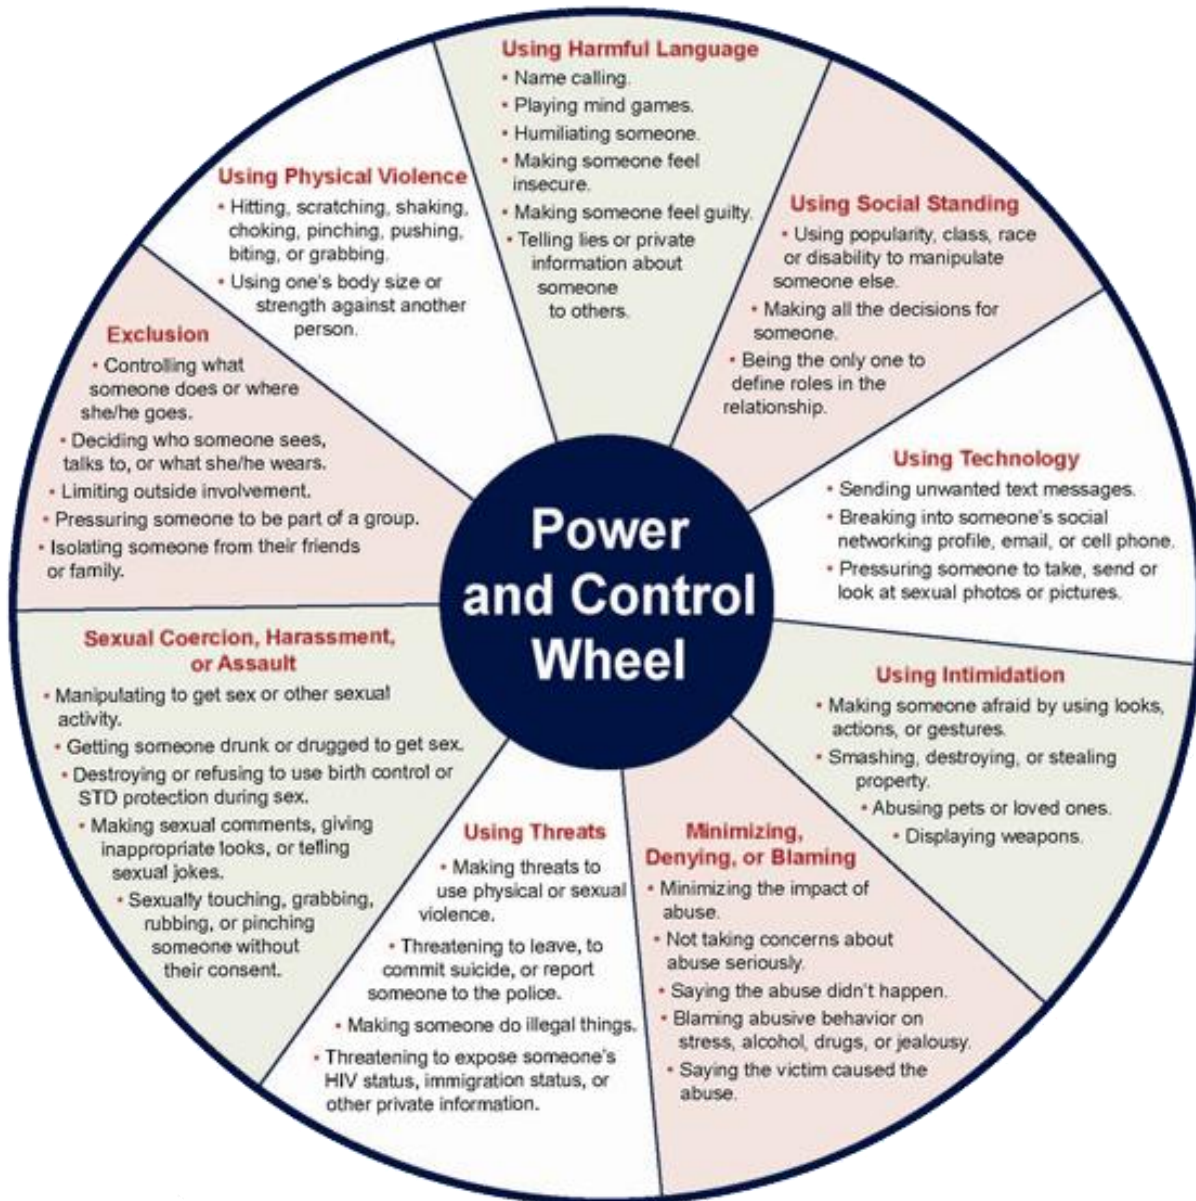 Using Harmful Language
• Name calling.
• Playing mind games.
• Humiliating someone.
• Making someone feel
insecure.
• Making someone feel guilty.
• Telling lies or private
information about
someone
to others.
Using Social Standing
• Using popularity, class, race
or disability to manipulate
someone else.
• Making all the decisions for
someone.
• Being the only one to
define roles in the
relationship.
Using Technology
• Sending unwanted text messages.
• Breaking into someone's social
networking profile, email, or cell phone.
• Pressuring someone to take, send or
look at sexual photos or pictures.
Using Intimidation
• Making someone afraid by using looks,
actions, or gestures.
• Smashing, destroying, or stealing
property.
• Abusing pets or loved ones.
• Displaying weapons.
Minimizing,
Denying, or Blaming
• Minimizing the impact of
abuse.
• Not taking concerns about
abuse seriously.
• Saying the abuse didn't happen.
• Blaming abusive behavior on
stress, alcohol, drugs, or jealousy.
• Saying the victim caused the
abuse.
Using Threats
• Making threats to
use physical or sexual
violence.
• Threatening to leave, to
commit suicide, or report
someone to the police.
• Making someone do illegal things.
• Threatening to expose someone's
HIV status, immigration status, or
other private information.
Sexual Coercion, Harassment,
or Assault
• Manipulating to get sex or other sexual
activity.
• Getting someone drunk or drugged to get sex.
• Destroying or refusing to use birth control or
STD protection during sex.
• Making sexual comments, giving
inappropriate looks, or telling
sexual jokes.
• Sexually touching, grabbing,
rubbing, or pinching
someone without
their consent.
Exclusion
• Controlling what
someone does or where
she/he goes.
• Deciding who someone sees,
talks to, or what she/he wears.
• Limiting outside involvement.
• Pressuring someone to be part of a group.
• Isolating someone from their friends
or family.
Using Physical Violence
• Hitting, scratching, shaking,
choking, pinching, pushing,
biting, or grabbing.
• Using one's body size or
strength against another
person.
Power
and Control
Wheel